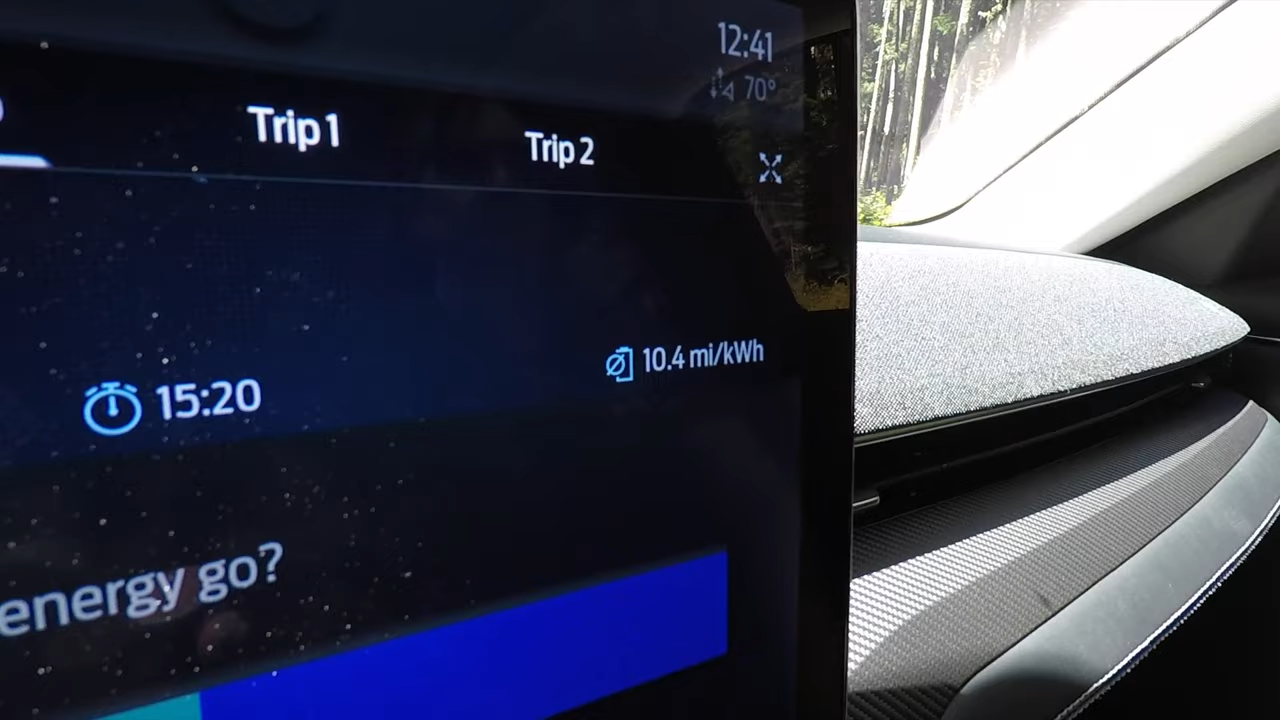 12:41
70°
Trip 1
Trip 2
10.4 mi/kWh
15:20
energy go?